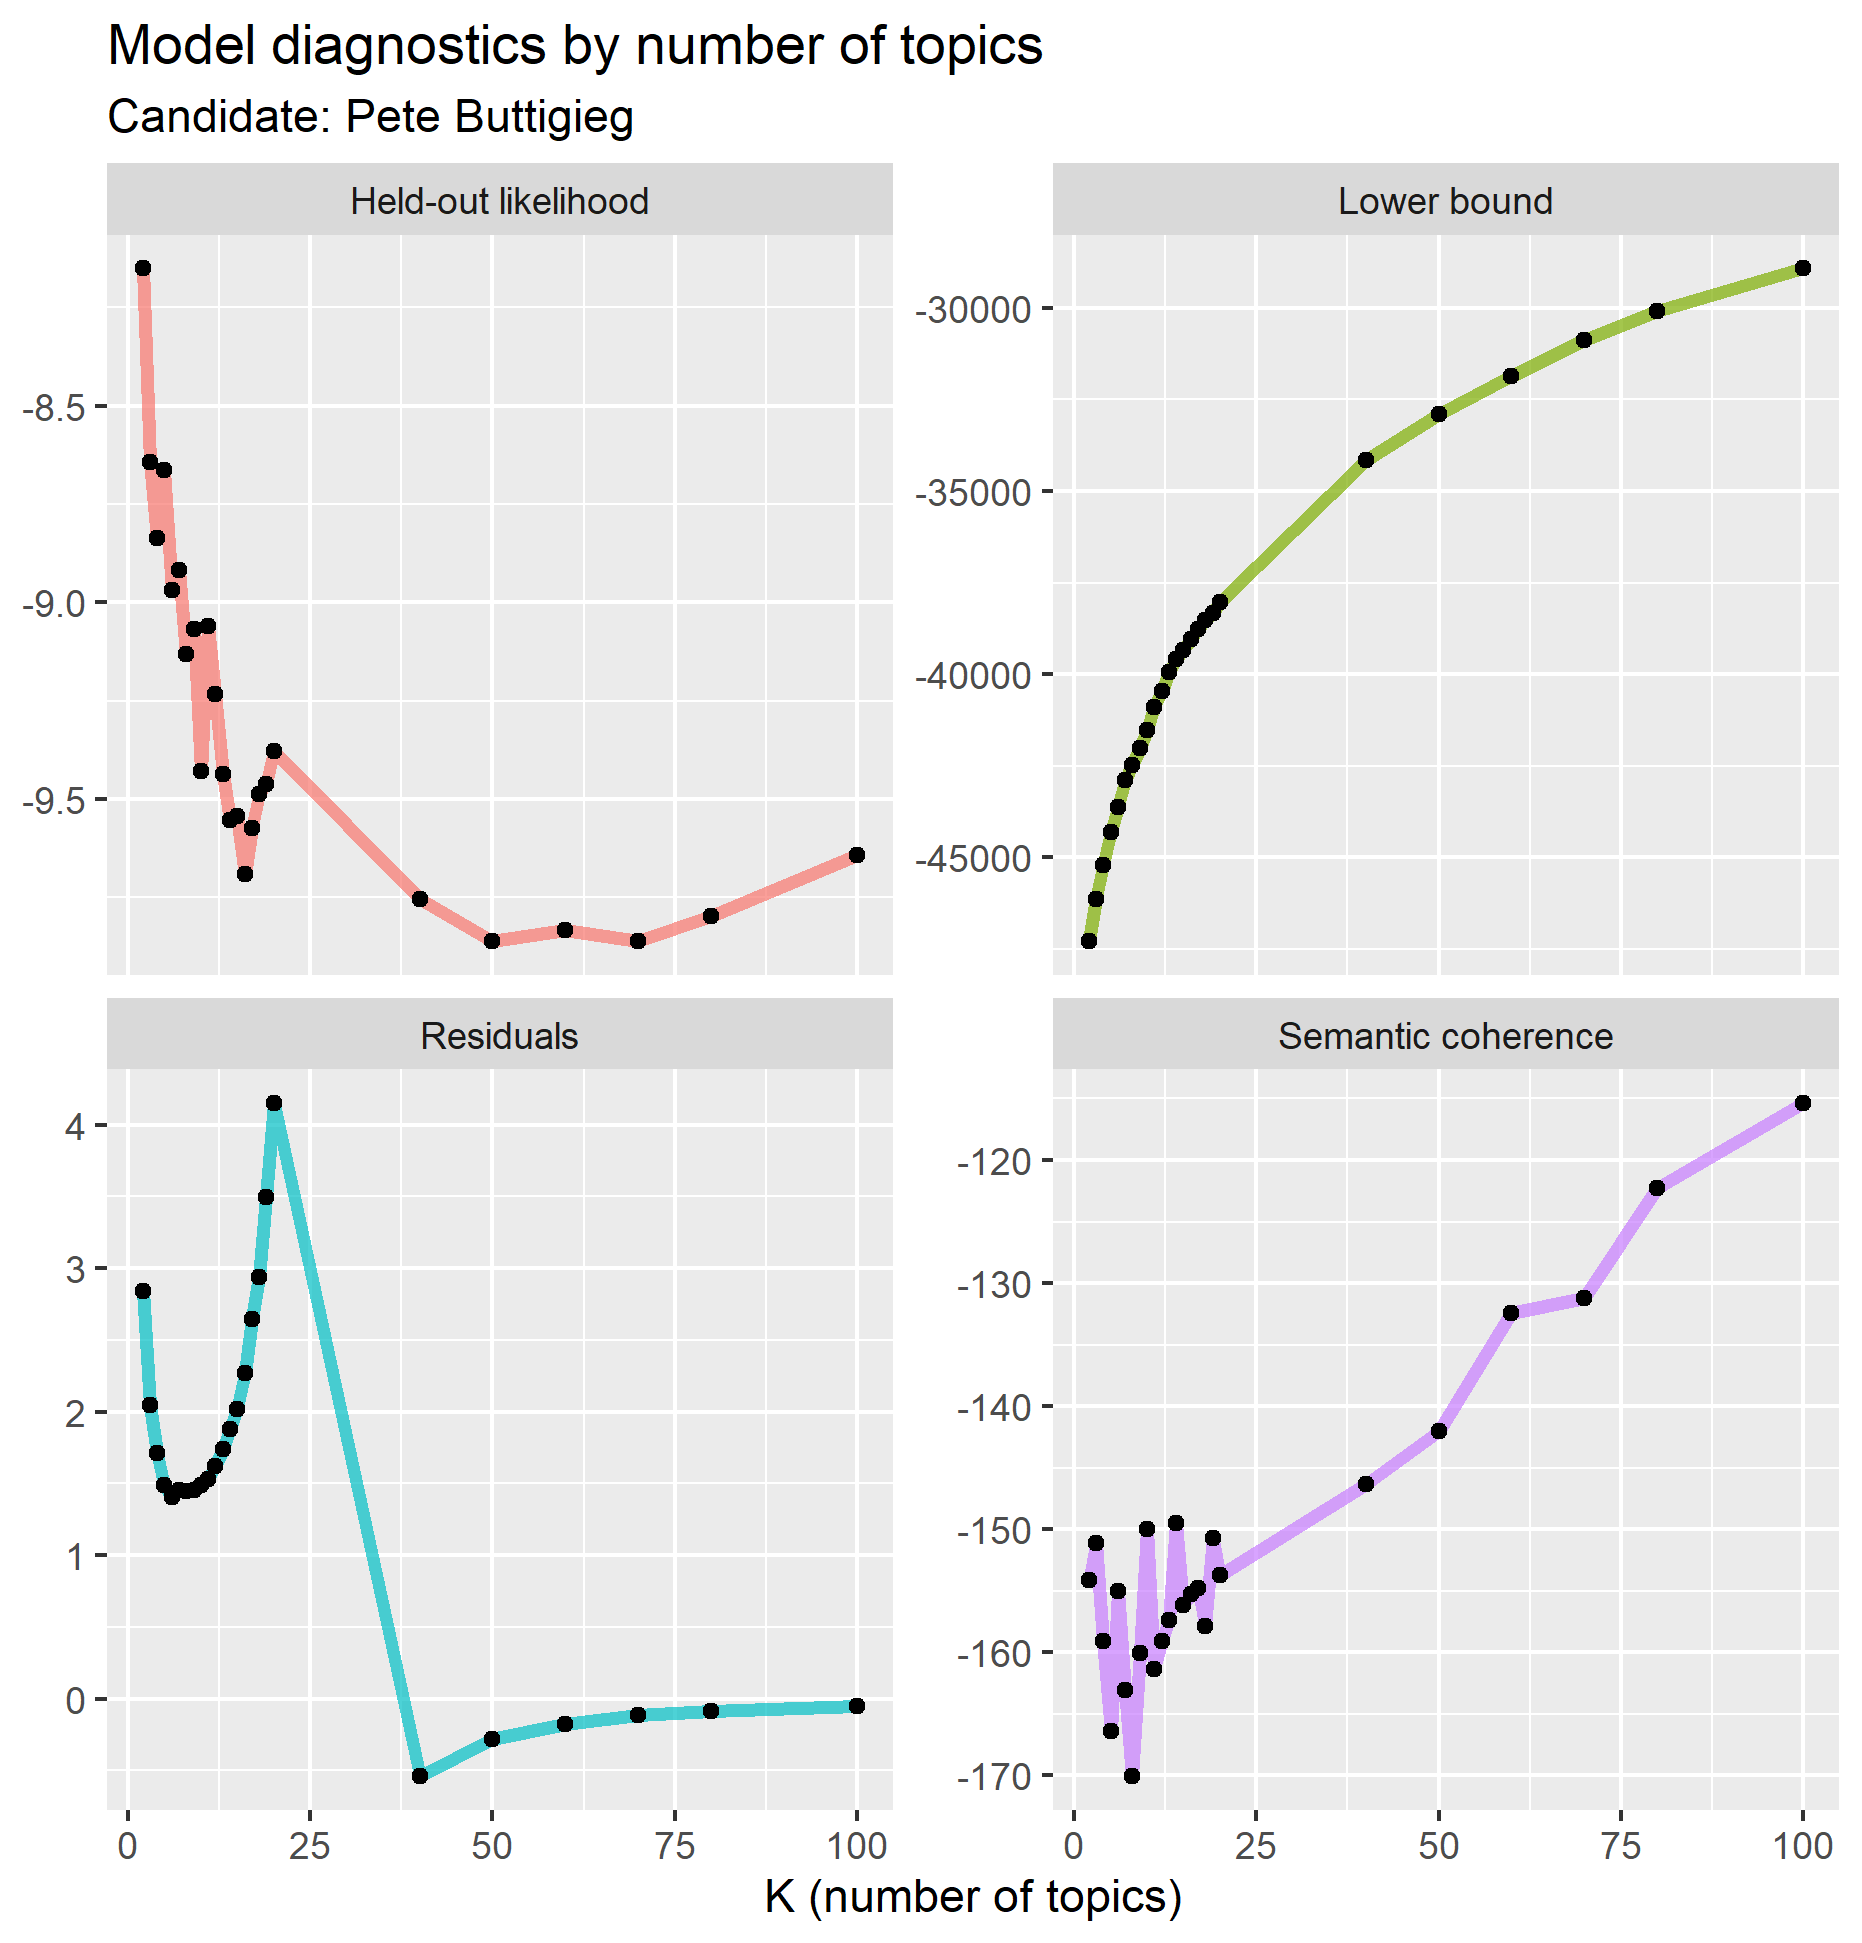 Model diagnostics by number of topics
Candidate: Pete Buttigieg
Held-out likelihood
Lower bound
-8.5
-9.0
-9.5
-30000
-35000
-40000
-45000
Residuals
Semantic coherence
4
3
2
1
0
-120
-130
-140
-150
-160
-170
0 25 50 75 100
0 25 50 75 100
K (number of topics)